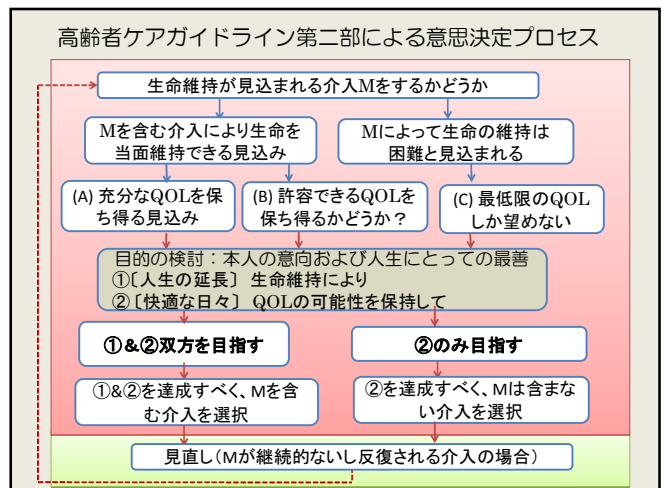 高齢者ケアガイドライン第二部による意思決定プロセス
生命維持が見込まれる介入Mをするかどうか
Mを含む介入により生命を
当面維持できる見込み
Mによって生命の維持は
困難と見込まれる
(A) 充分なQOLを保
ち得る見込み
(B) 許容できるQOLを
保ち得るかどうか？
(C) 最低限のQOL
しか望めない
目的の検討：本人の意向および人生にとっての最善
①〔人生の延長〕 生命維持により
②〔快適な日々〕 QOLの可能性を保持して
①&②双方を目指す
②のみ目指す
①&②を達成すべく、Mを含
む介入を選択
②を達成すべく、Mは含まな
い介入を選択
見直し（Mが継続的ないし反復される介入の場合）